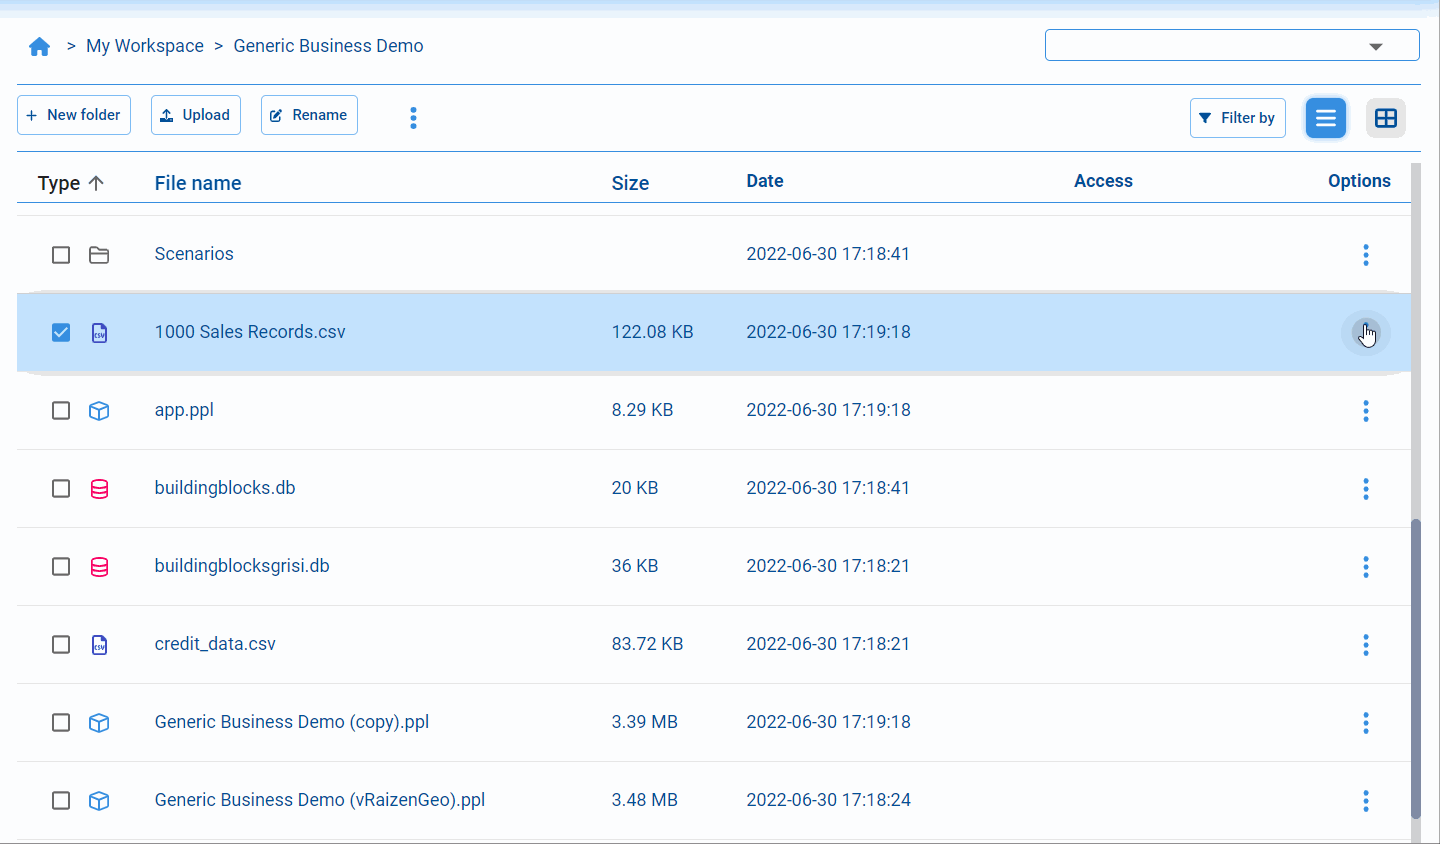 > My Workspace > Generic Business Demo
+ New folder Upload Rename Filter by
Type File name Size Date Access Options
Scenarios 2022-06-30 17:18:41
CSV 1000 Sales Records.csv 122.08 KB 2022-06-30 17:19:18
app.ppl 8.29 KB 2022-06-30 17:19:18
buildingblocks.db 20 KB 2022-06-30 17:18:41
buildingblocksgrisi.db 36 KB 2022-06-30 17:18:21
CSV credit_data.csv 83.72 KB 2022-06-30 17:18:21
Generic Business Demo (copy).ppl 3.39 MB 2022-06-30 17:19:18
Generic Business Demo (vRaizenGeo).ppl 3.48 MB 2022-06-30 17:18:24